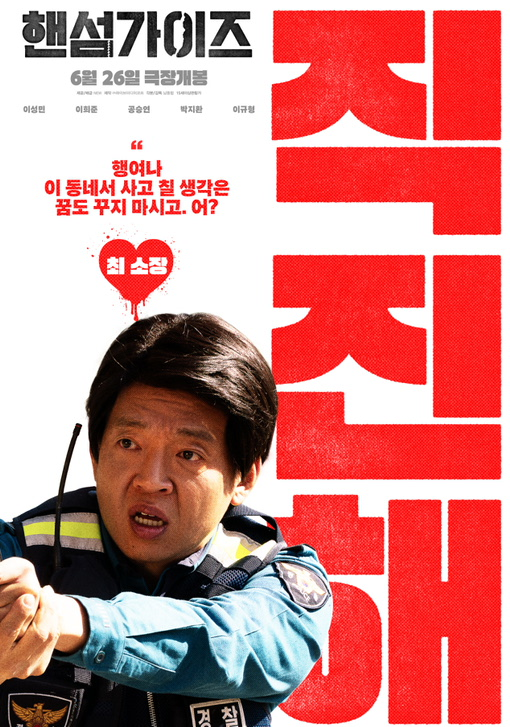 핸섬가이즈
6월 26일 극장개봉
이성민 이희준 공승연 박지환 이규형
“
행여나
이 동네서 사고 칠 생각은
꿈도 꾸지 마시고. 어?
최 소장
직진해
경찰